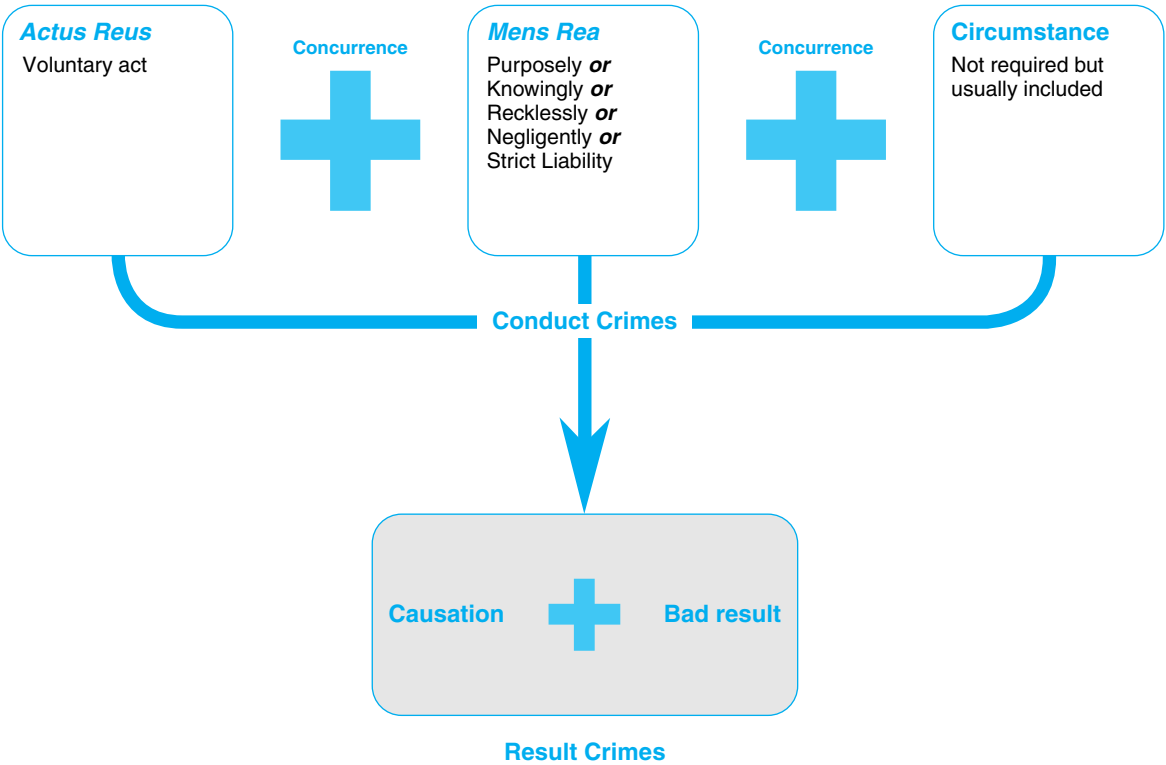 Actus Reus
Voluntary act
Concurrence
Mens Rea
Purposely or
Knowingly or
Recklessly or
Negligently or
Strict Liability
Concurrence
Circumstance
Not required but
usually included
Conduct Crimes
Causation
Bad result
Result Crimes